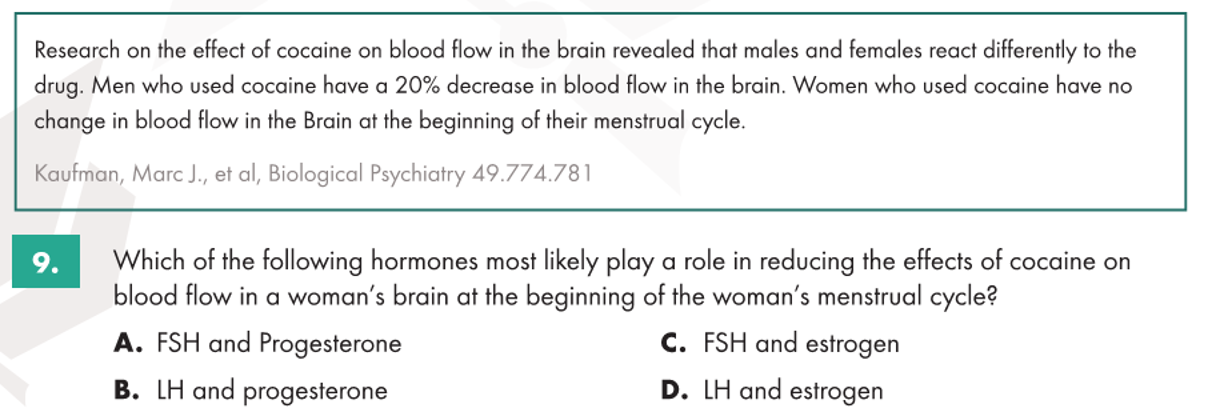 Research on the effect of cocaine on blood flow in the brain revealed that males and females react differently to the
drug. Men who used cocaine have a 20% decrease in blood flow in the brain. Women who used cocaine have no
change in blood flow in the Brain at the beginning of their menstrual cycle.
Kaufman, Marc J., et al, Biological Psychiatry 49.774.781
9. Which of the following hormones most likely play a role in reducing the effects of cocaine on
blood flow in a woman's brain at the beginning of the woman's menstrual cycle?
A. FSH and Progesterone
B. LH and progesterone
C. FSH and estrogen
D. LH and estrogen